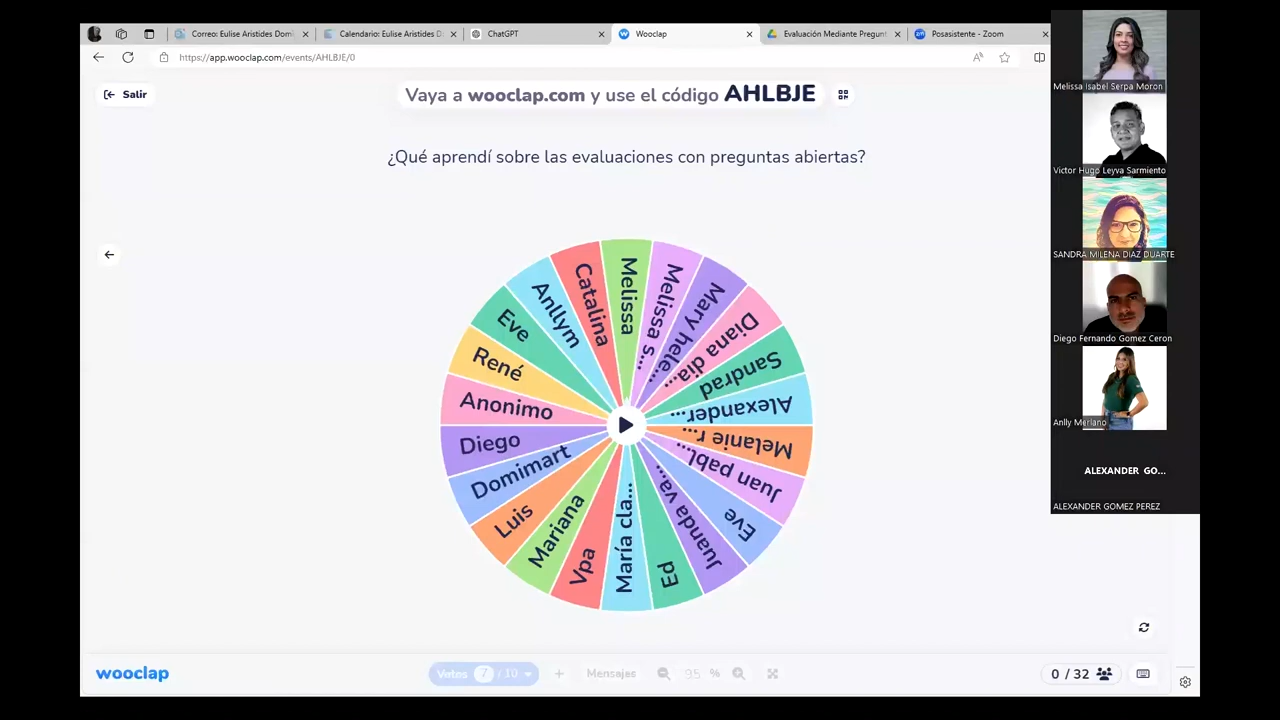 Correo: Eulise Aristides Domi
Calendario: Eulise Aristides D
ChatGPT
Wooclap
Evaluación Mediante Pregunt
Posasistente - Zoom
https://app.wooclap.com/events/AHLBJE/0
Salir
Vaya a wooclap.com y use el código AHLBJE
¿Qué aprendí sobre las evaluaciones con preguntas abiertas?
Melissa
Melissa s...
Mary hele...
Diana dia...
Sandrad
Alexander...
Melanie r...
Juan pabl...
Eve
Juanda va...
Ed
María cla...
Vpa
Mariana
Luis
Domimart
Diego
Anonimo
René
Eve
Anllym
Catalina
wooclap
Votos 7 / 10
Mensajes
95 %
0 / 32
Melissa Isabel Serpa Moron
Victor Hugo Leyva Sarmiento
SANDRA MILENA DIAZ DUARTE
Diego Fernando Gomez Ceron
Anlly Merlano
ALEXANDER GO...
ALEXANDER GOMEZ PEREZ